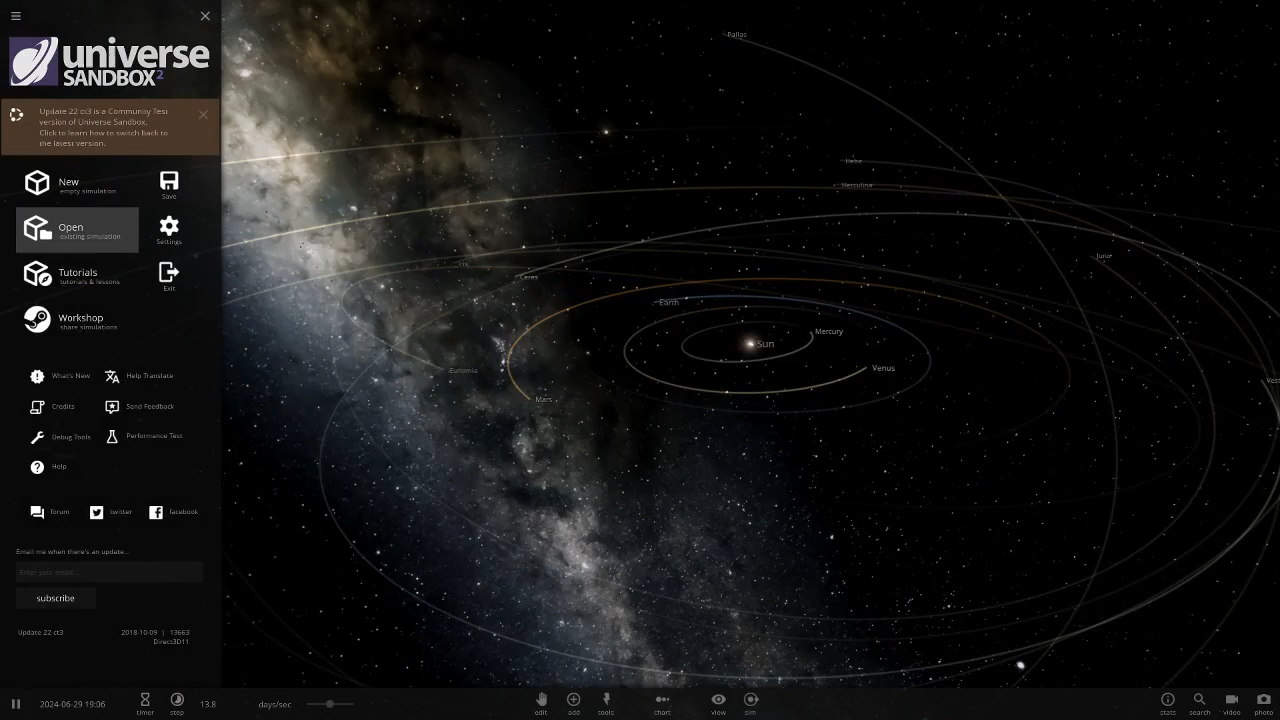 universe
SANDBOX2
Update 22 ct3 is a Community Test
version of Universe Sandbox.
Click to learn how to switch back to
the latest version.
New
empty simulation
Save
Open
existing simulation
Settings
Tutorials
tutorials & lessons
Exit
Workshop
share simulations
What's New
Help Translate
Credits
Send Feedback
Debug Tools
Performance Test
Help
forum
twitter
facebook
Email me when there's an update...
Enter your email...
subscribe
Update 22 ct3
2018-10-09 | 13663
Direct3D11
Pallas
Hebe
Herculina
Iris
Ceres
Juno
Earth
Mercury
Sun
Venus
Eunomia
Mars
Vest
2024-06-29 19:06
timer
step
13.8
days/sec
edit
add
tools
chart
view
sim
stats
search
video
photo